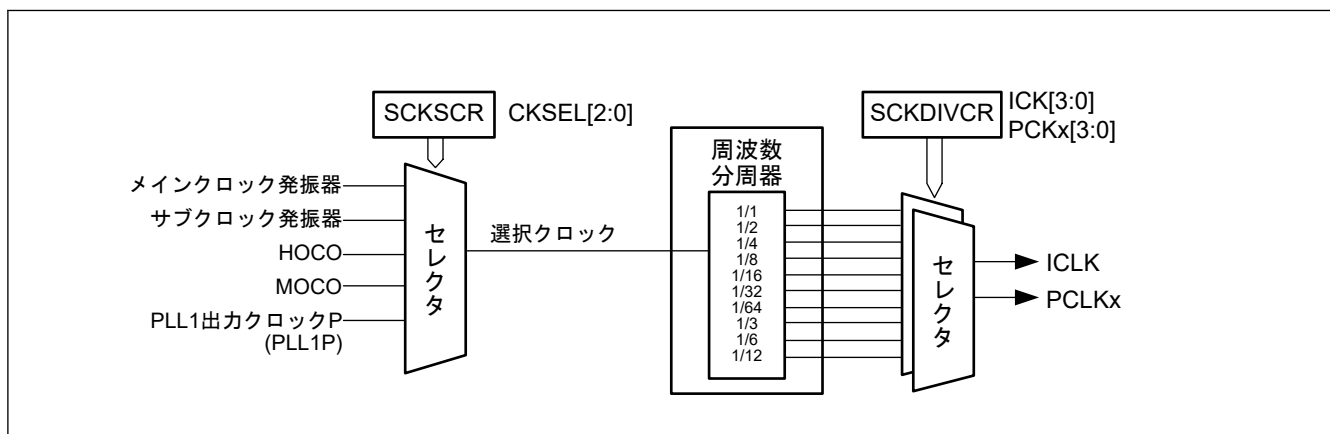 SCKSCR
CKSEL[2:0]
メインクロック発振器
サブクロック発振器
HOCO
MOCO
PLL1出力クロックP
(PLL1P)
セレクタ
選択クロック
周波数
分周器
1/1
1/2
1/4
1/8
1/16
1/32
1/64
1/3
1/6
1/12
SCKDIVCR
ICK[3:0]
PCKx[3:0]
セレクタ
ICLK
PCLKx